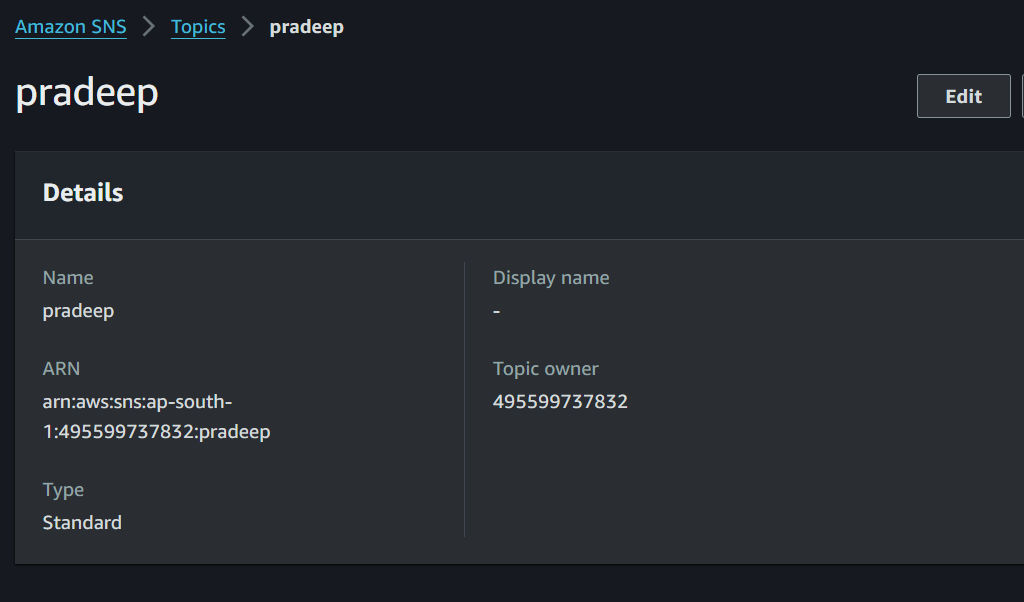 Amazon SNS > Topics > pradeep
pradeep
Edit
Details
Name
pradeep
ARN
arn:aws:sns:ap-south-
1:495599737832:pradeep
Type
Standard
Display name
-
Topic owner
495599737832